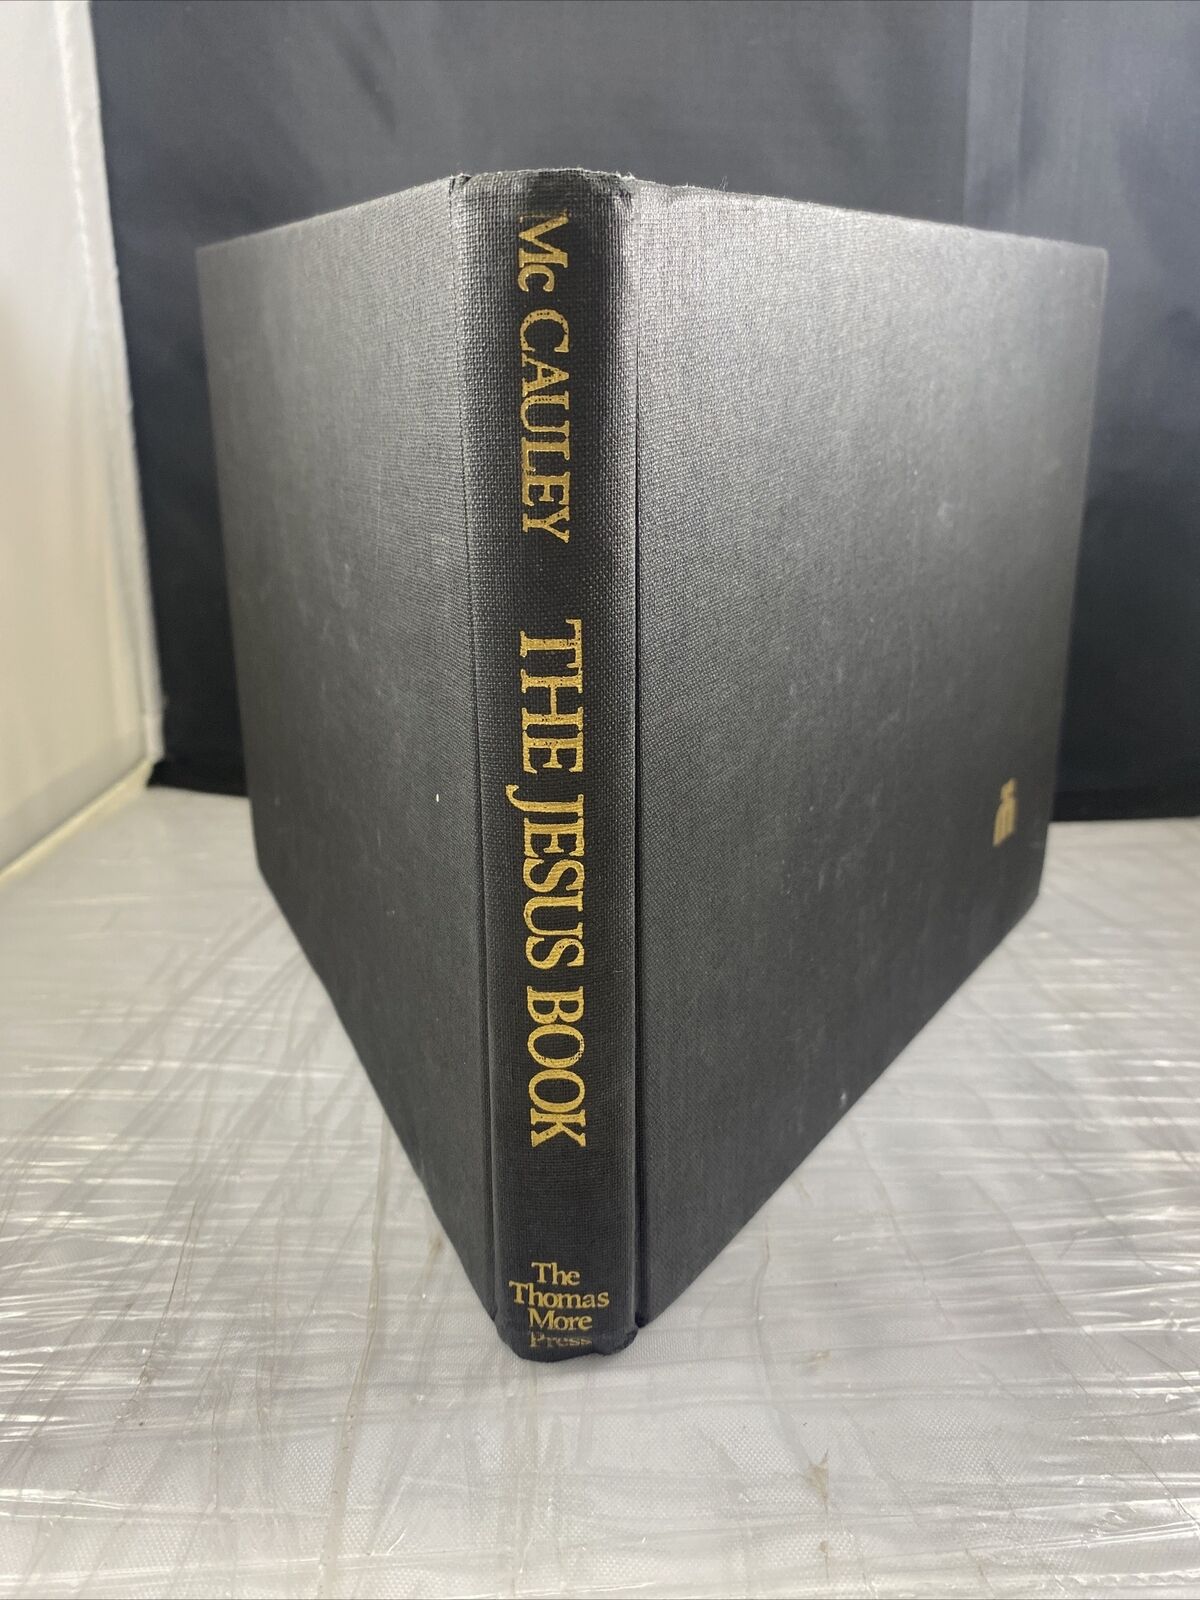 Mc CAULEY THE JESUS BOOK
The
Thomas
More
Press